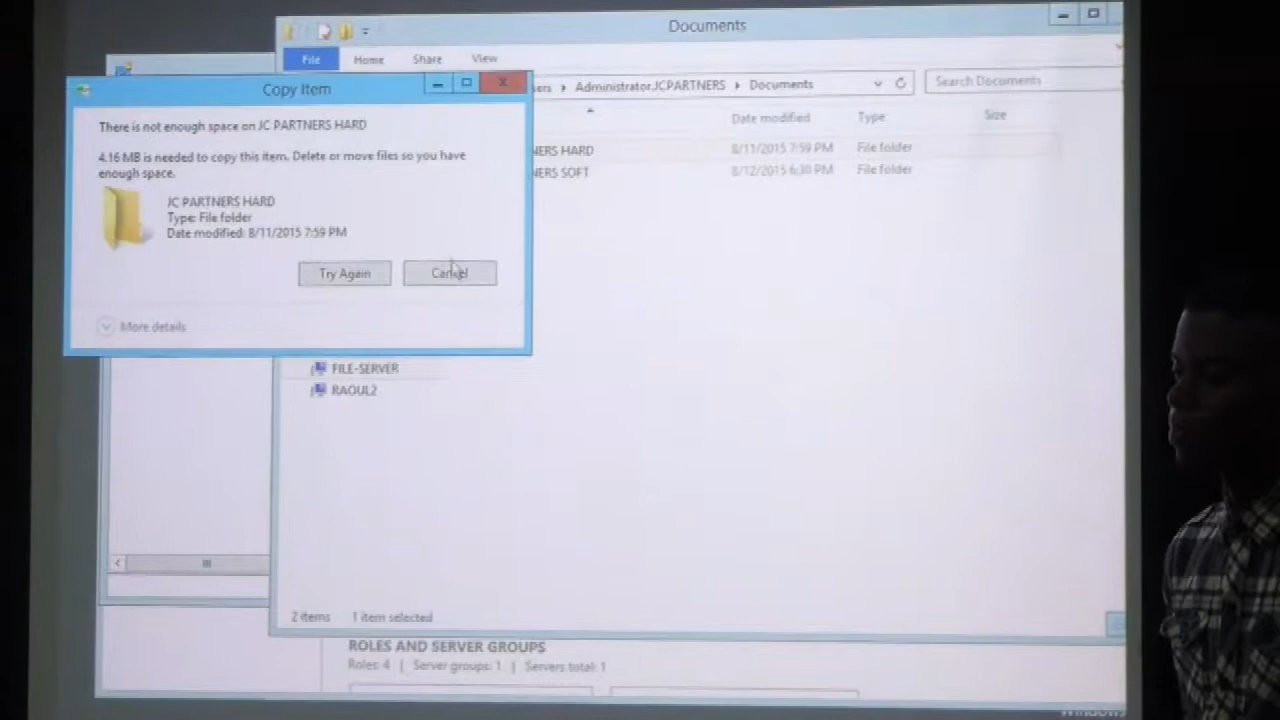 Documents
File Home Share View
Copy Item
Administrator.JCPARTNERS Documents
Search Documents
There is not enough space on JC PARTNERS HARD
4.16 MB is needed to copy this item. Delete or move files so you have
enough space.
JC PARTNERS HARD
Type: File folder
Date modified: 8/11/2015 7:59 PM
Try Again Cancel
More details
Date modified Type Size
NERS HARD 8/11/2015 7:59 PM File folder
NERS SOFT 8/12/2015 6:30 PM File folder
FILE-SERVER
RAOUL2
2 items 1 item selected
ROLES AND SERVER GROUPS
Roles: 4 | Server groups: 1 | Servers total: 1